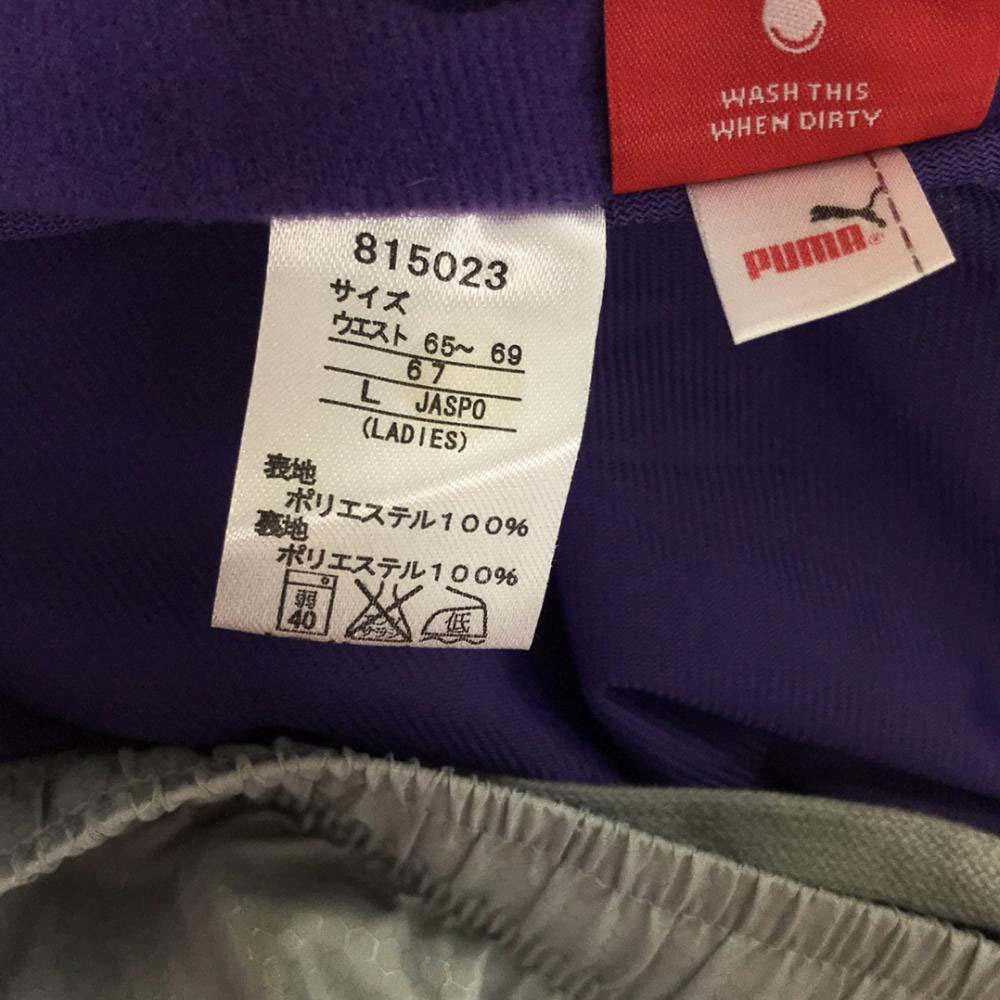 WASH THIS
WHEN DIRTY
PUMA®
815023
サイズ
ウエスト 65~ 69
67
L JASPO
(LADIES)
表地
ポリエステル100%
裏地
ポリエステル100%
弱
40
低